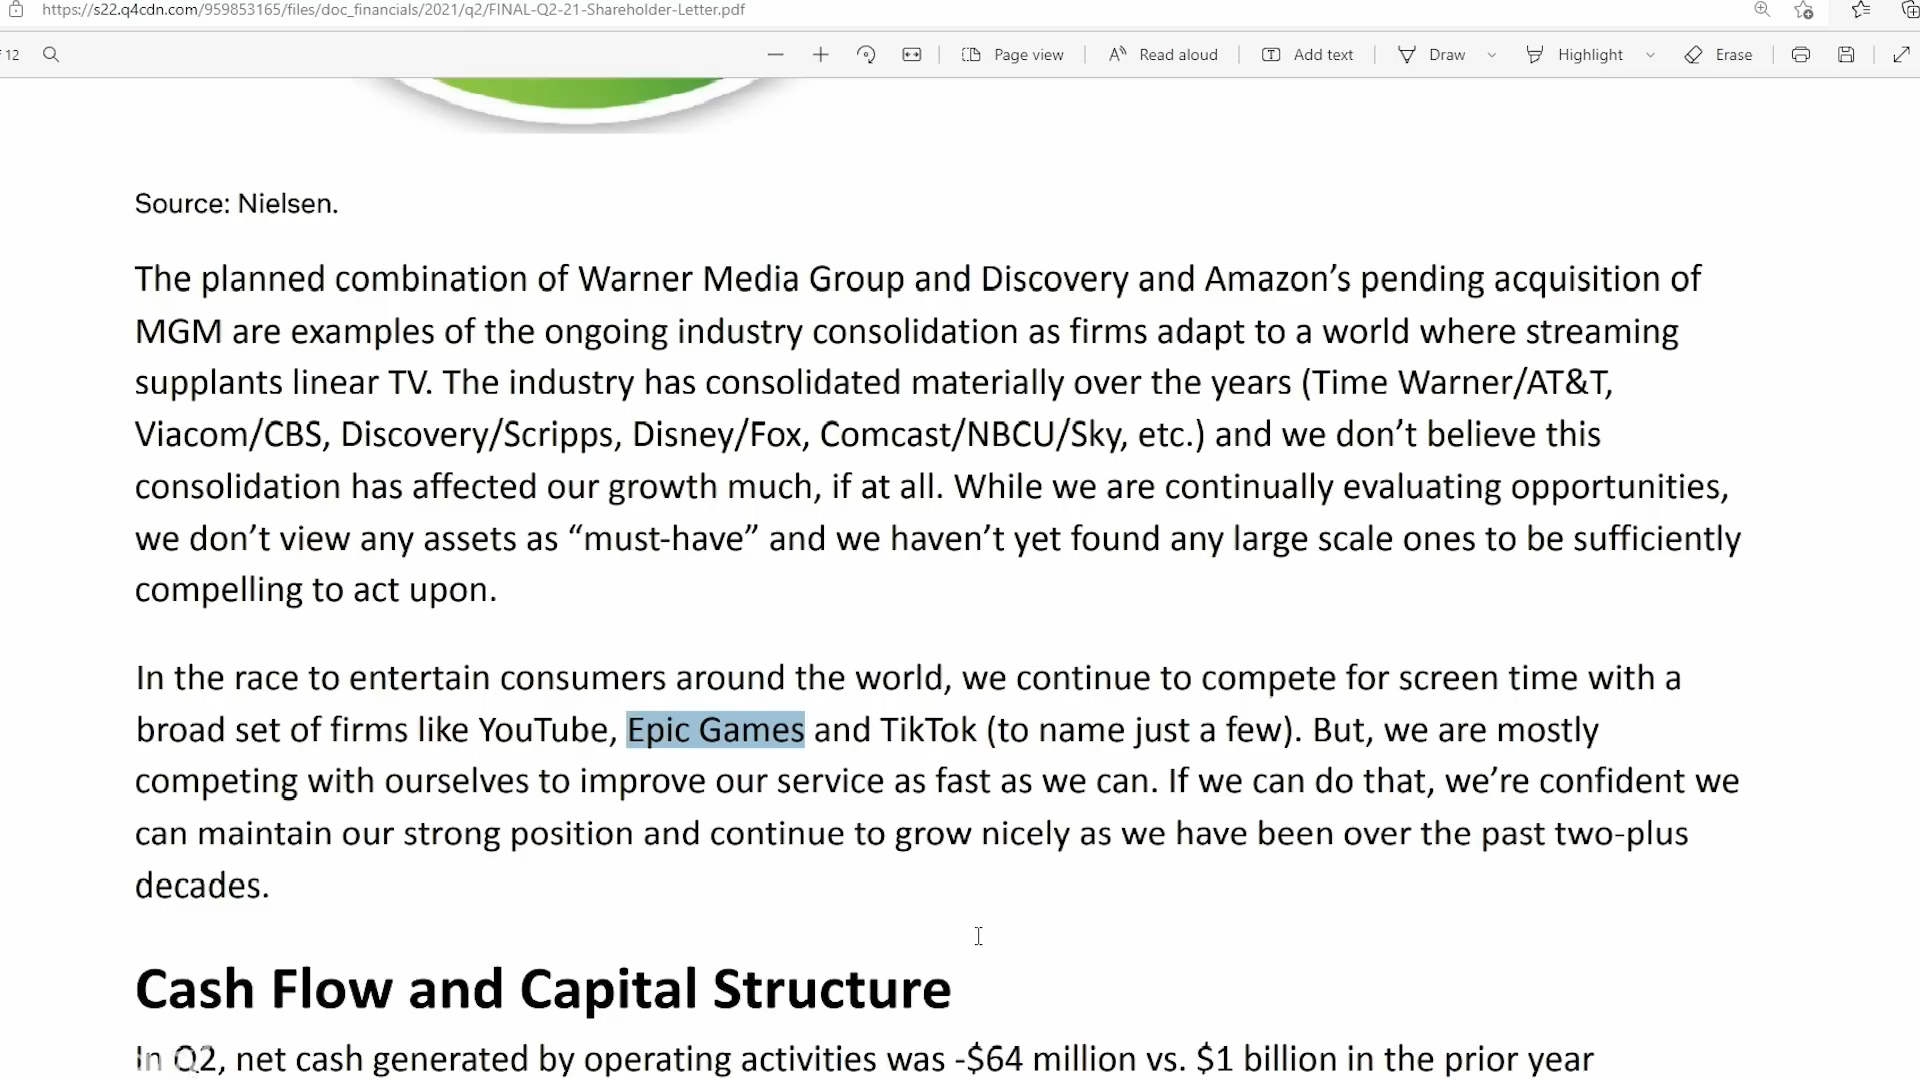 https://s22.q4cdn.com/959853165/files/doc_financials/2021/q2/FINAL-Q2-21-Shareholder-Letter.pdf
12
Page view
Read aloud
Add text
Draw
Highlight
Erase
Source: Nielsen.
The planned combination of Warner Media Group and Discovery and Amazon’s pending acquisition of
MGM are examples of the ongoing industry consolidation as firms adapt to a world where streaming
supplants linear TV. The industry has consolidated materially over the years (Time Warner/AT&T,
Viacom/CBS, Discovery/Scripps, Disney/Fox, Comcast/NBCU/Sky, etc.) and we don’t believe this
consolidation has affected our growth much, if at all. While we are continually evaluating opportunities,
we don’t view any assets as “must-have” and we haven’t yet found any large scale ones to be sufficiently
compelling to act upon.
In the race to entertain consumers around the world, we continue to compete for screen time with a
broad set of firms like YouTube, Epic Games and TikTok (to name just a few). But, we are mostly
competing with ourselves to improve our service as fast as we can. If we can do that, we’re confident we
can maintain our strong position and continue to grow nicely as we have been over the past two-plus
decades.
Cash Flow and Capital Structure
In Q2, net cash generated by operating activities was -$64 million vs. $1 billion in the prior year